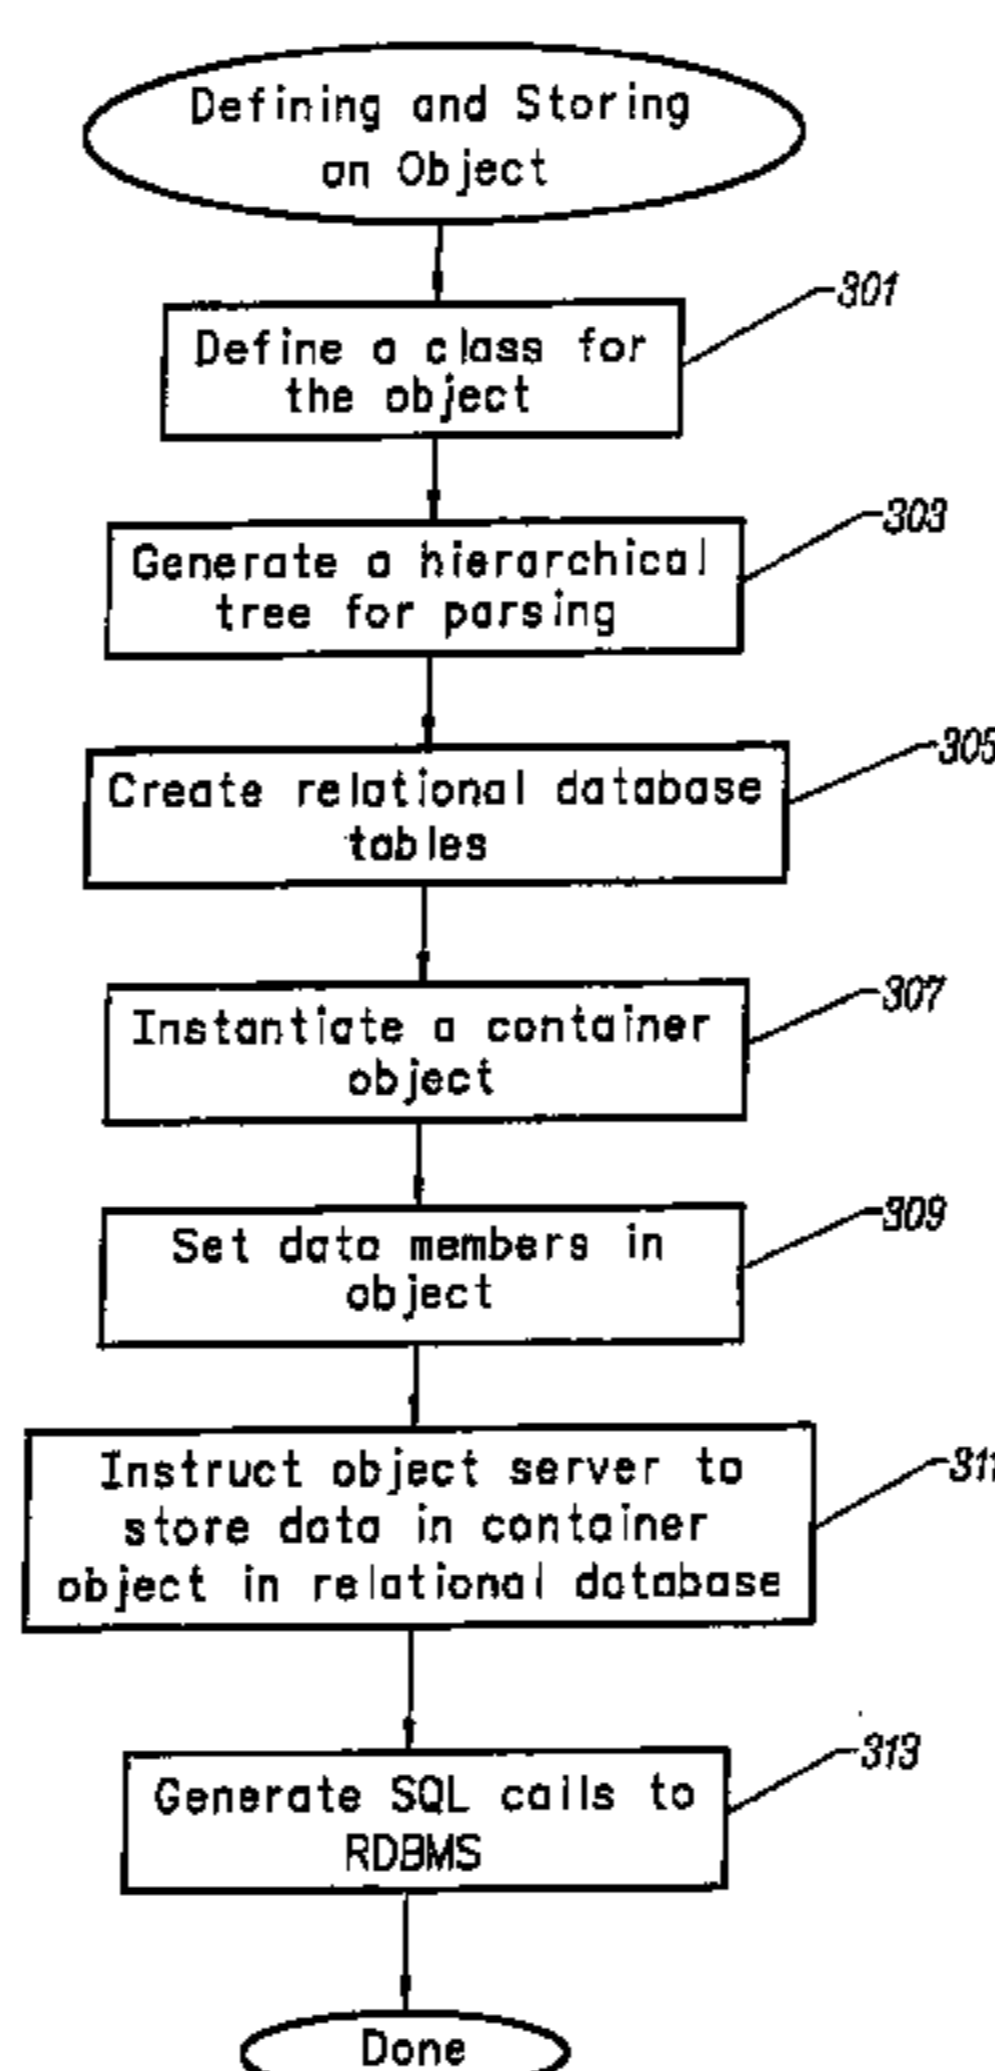 Defining and Storing
an Object
301
Define a class for
the object
303
Generate a hierarchical
tree for parsing
305
Create relational database
tables
307
Instantiate a container
object
309
Set data members in
object
311
Instruct object server to
store data in container
object in relational database
313
Generate SQL calls to
RDBMS
Done